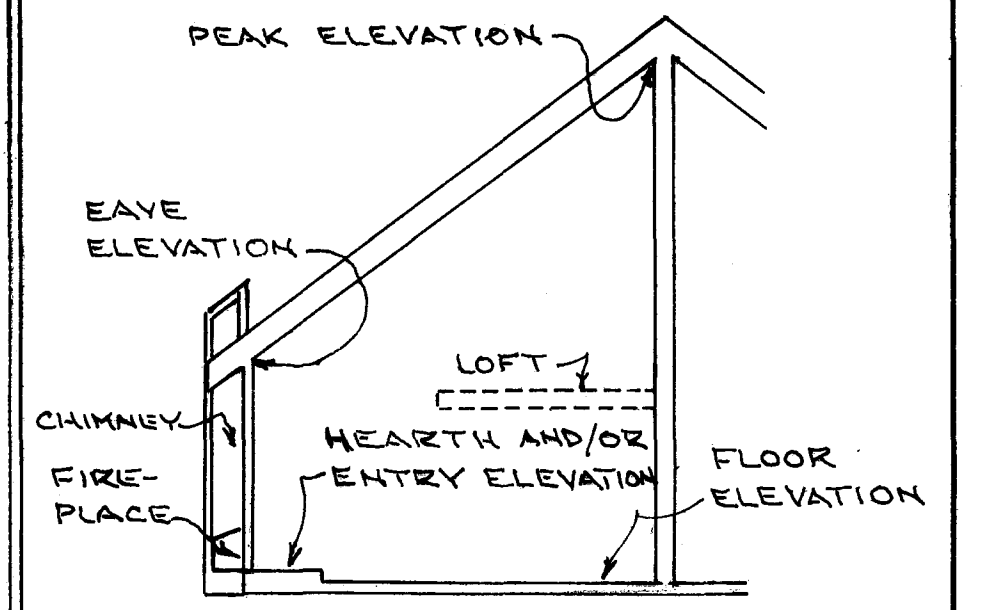 PEAK ELEVATION
EAVE
ELEVATION
LOFT
CHIMNEY
HEARTH AND/OR
ENTRY ELEVATION
FIRE-
PLACE
FLOOR
ELEVATION